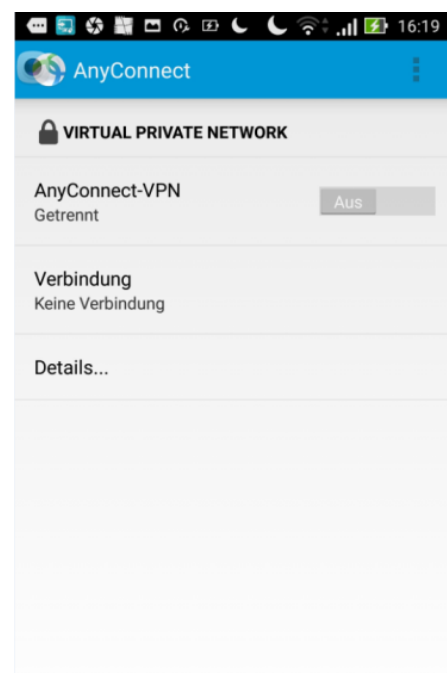 16:19
AnyConnect
VIRTUAL PRIVATE NETWORK
AnyConnect-VPN
Aus
Getrennt
Verbindung
Keine Verbindung
Details...